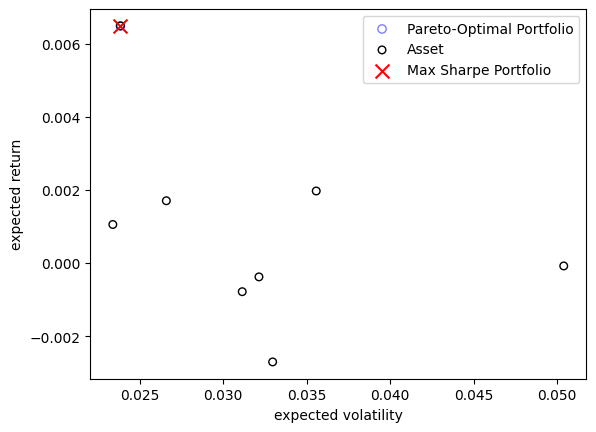 Pareto-Optimal Portfolio
Asset
Max Sharpe Portfolio
expected return
0.006
0.004
0.002
0.000
−0.002
0.025
0.030
0.035
0.040
0.045
0.050
expected volatility